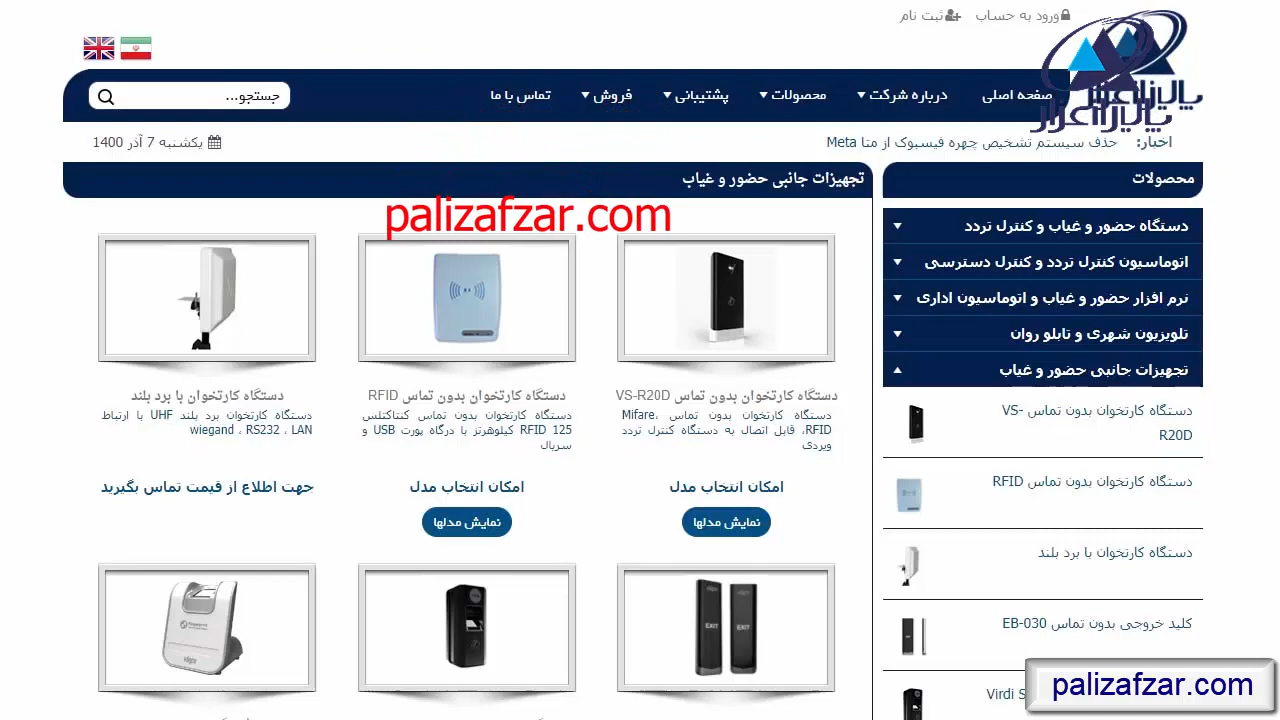 ورود به حساب ثبت نام
پالیزافزار
صفحه اصلی درباره شرکت محصولات پشتیبانی فروش تماس با ما جستجو...
اخبار: حذف سیستم تشخیص چهره فیسبوک از متا Meta یکشنبه 7 آذر 1400
محصولات
دستگاه حضور و غیاب و کنترل تردد
اتوماسیون کنترل تردد و کنترل دسترسی
نرم افزار حضور و غیاب و اتوماسیون اداری
تلویزیون شهری و تابلو روان
تجهیزات جانبی حضور و غیاب
دستگاه کارتخوان بدون تماس VS-
R20D
دستگاه کارتخوان بدون تماس RFID
دستگاه کارتخوان با برد بلند
کلید خروجی بدون تماس EB-030
Virdi S
palizafzar.com
تجهیزات جانبی حضور و غیاب
palizafzar.com
دستگاه کارتخوان بدون تماس VS-R20D
دستگاه کارتخوان بدون تماس Mifare،
RFID، قابل اتصال به دستگاه کنترل تردد
ویردی
امکان انتخاب مدل
نمایش مدلها
دستگاه کارتخوان بدون تماس RFID
دستگاه کارتخوان بدون تماس کنتاکتلس
RFID 125 کیلوهرتز با درگاه پورت USB و
سریال
امکان انتخاب مدل
نمایش مدلها
دستگاه کارتخوان با برد بلند
دستگاه کارتخوان برد بلند UHF با ارتباط
wiegand ، RS232 ، LAN
جهت اطلاع از قیمت تماس بگیرید
EXIT EXIT